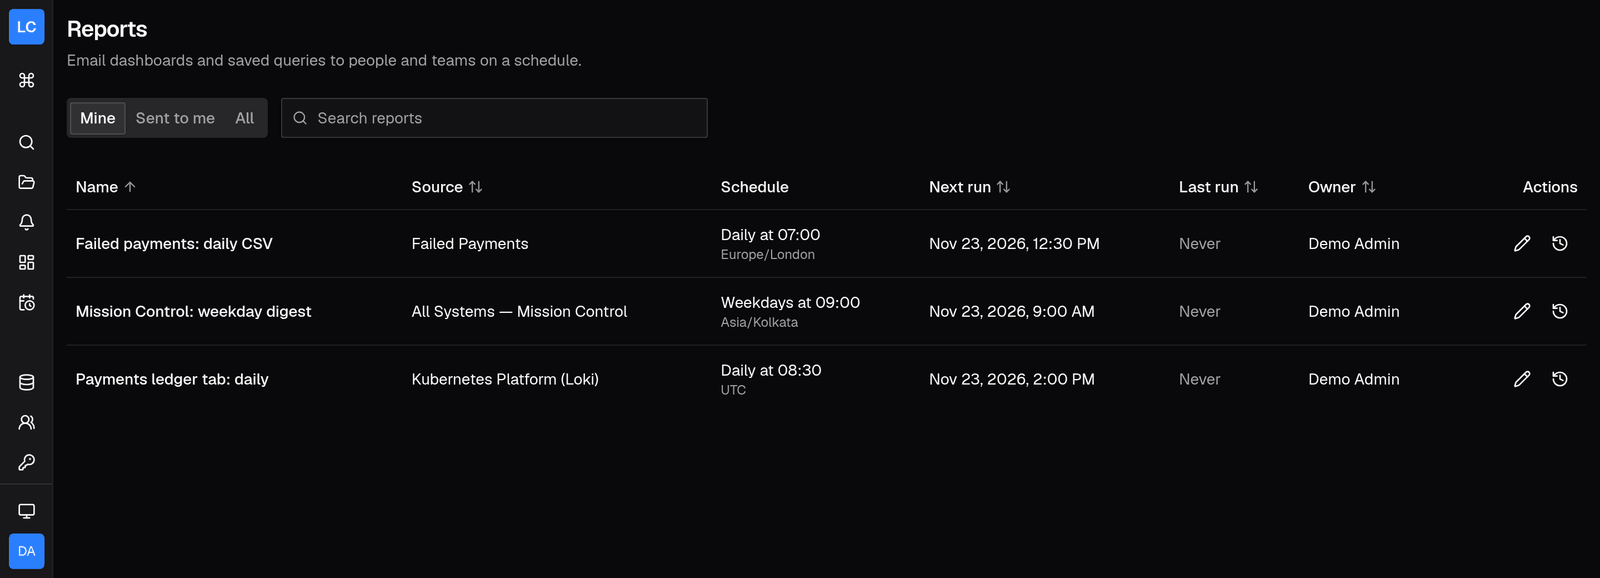 LC
Reports
Email dashboards and saved queries to people and teams on a schedule.
Mine Sent to me All Search reports
Name Source Schedule Next run Last run Owner Actions
Failed payments: daily CSV Failed Payments Daily at 07:00 Nov 23, 2026, 12:30 PM Never Demo Admin
Europe/London
Mission Control: weekday digest All Systems — Mission Control Weekdays at 09:00 Nov 23, 2026, 9:00 AM Never Demo Admin
Asia/Kolkata
Payments ledger tab: daily Kubernetes Platform (Loki) Daily at 08:30 Nov 23, 2026, 2:00 PM Never Demo Admin
UTC
DA